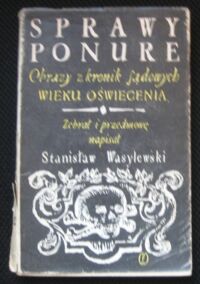 SPRAWY
PONURE
Obrazy z kronik sądowych
WIEKU OŚWIECENIA
Zebrał i przedmowę
napisał
Stanisław Wasylewski